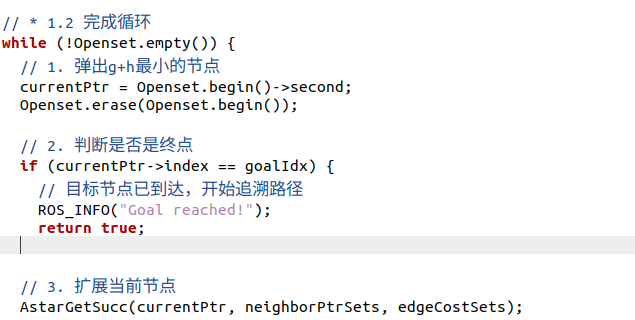 // * 1.2 完成循环
while (!Openset.empty()) {
// 1. 弹出g+h最小的节点
currentPtr = Openset.begin()->second;
Openset.erase(Openset.begin());
// 2. 判断是否是终点
if (currentPtr->index == goalIdx) {
// 目标节点已到达，开始追溯路径
ROS_INFO("Goal reached!");
return true;
// 3. 扩展当前节点
AstarGetSucc(currentPtr, neighborPtrSets, edgeCostSets);